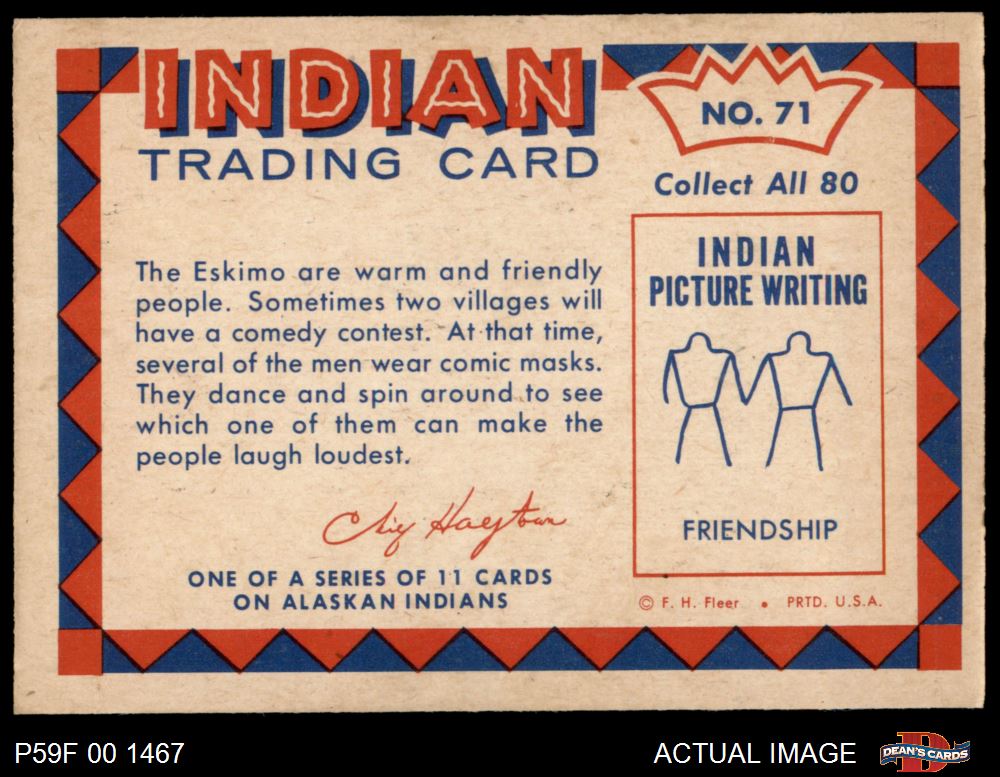 INDIAN
TRADING CARD
NO. 71
Collect All 80
The Eskimo are warm and friendly
people. Sometimes two villages will
have a comedy contest. At that time,
several of the men wear comic masks.
They dance and spin around to see
which one of them can make the
people laugh loudest.
ONE OF A SERIES OF 11 CARDS
ON ALASKAN INDIANS
INDIAN
PICTURE WRITING
FRIENDSHIP
© F. H. Fleer • PRTD. U.S.A.
P59F 00 1467
ACTUAL IMAGE
DEAN'S CARDS